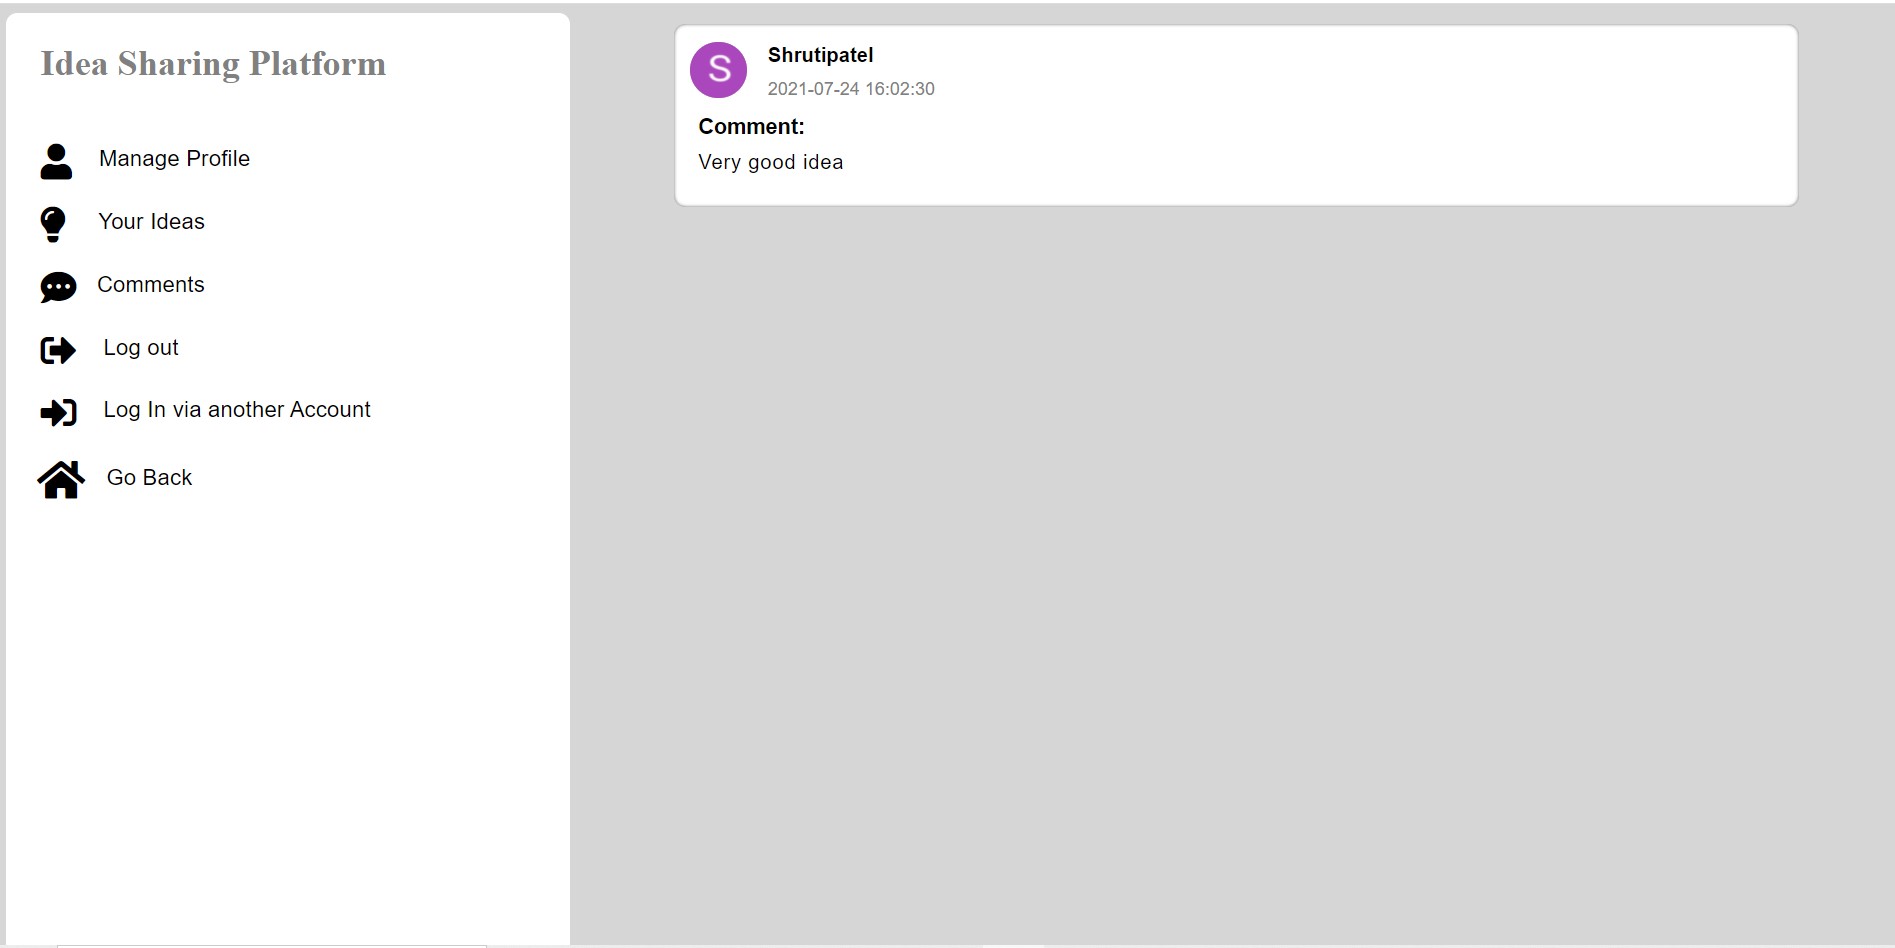 Idea Sharing Platform
Manage Profile
Your Ideas
Comments
Log out
Log In via another Account
Go Back
S
Shrutipatel
2021-07-24 16:02:30
Comment:
Very good idea